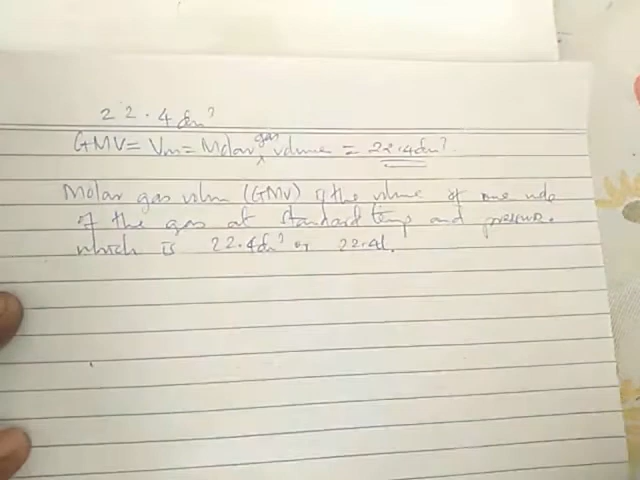 22.4dm³
GMV = Vm = Molar gas volume = 22.4dm³.
Molar gas volm (GMV) is the volume of one mole
of the gas at standard temp and pressure.
which is 22.4dm³ or 22.4L.